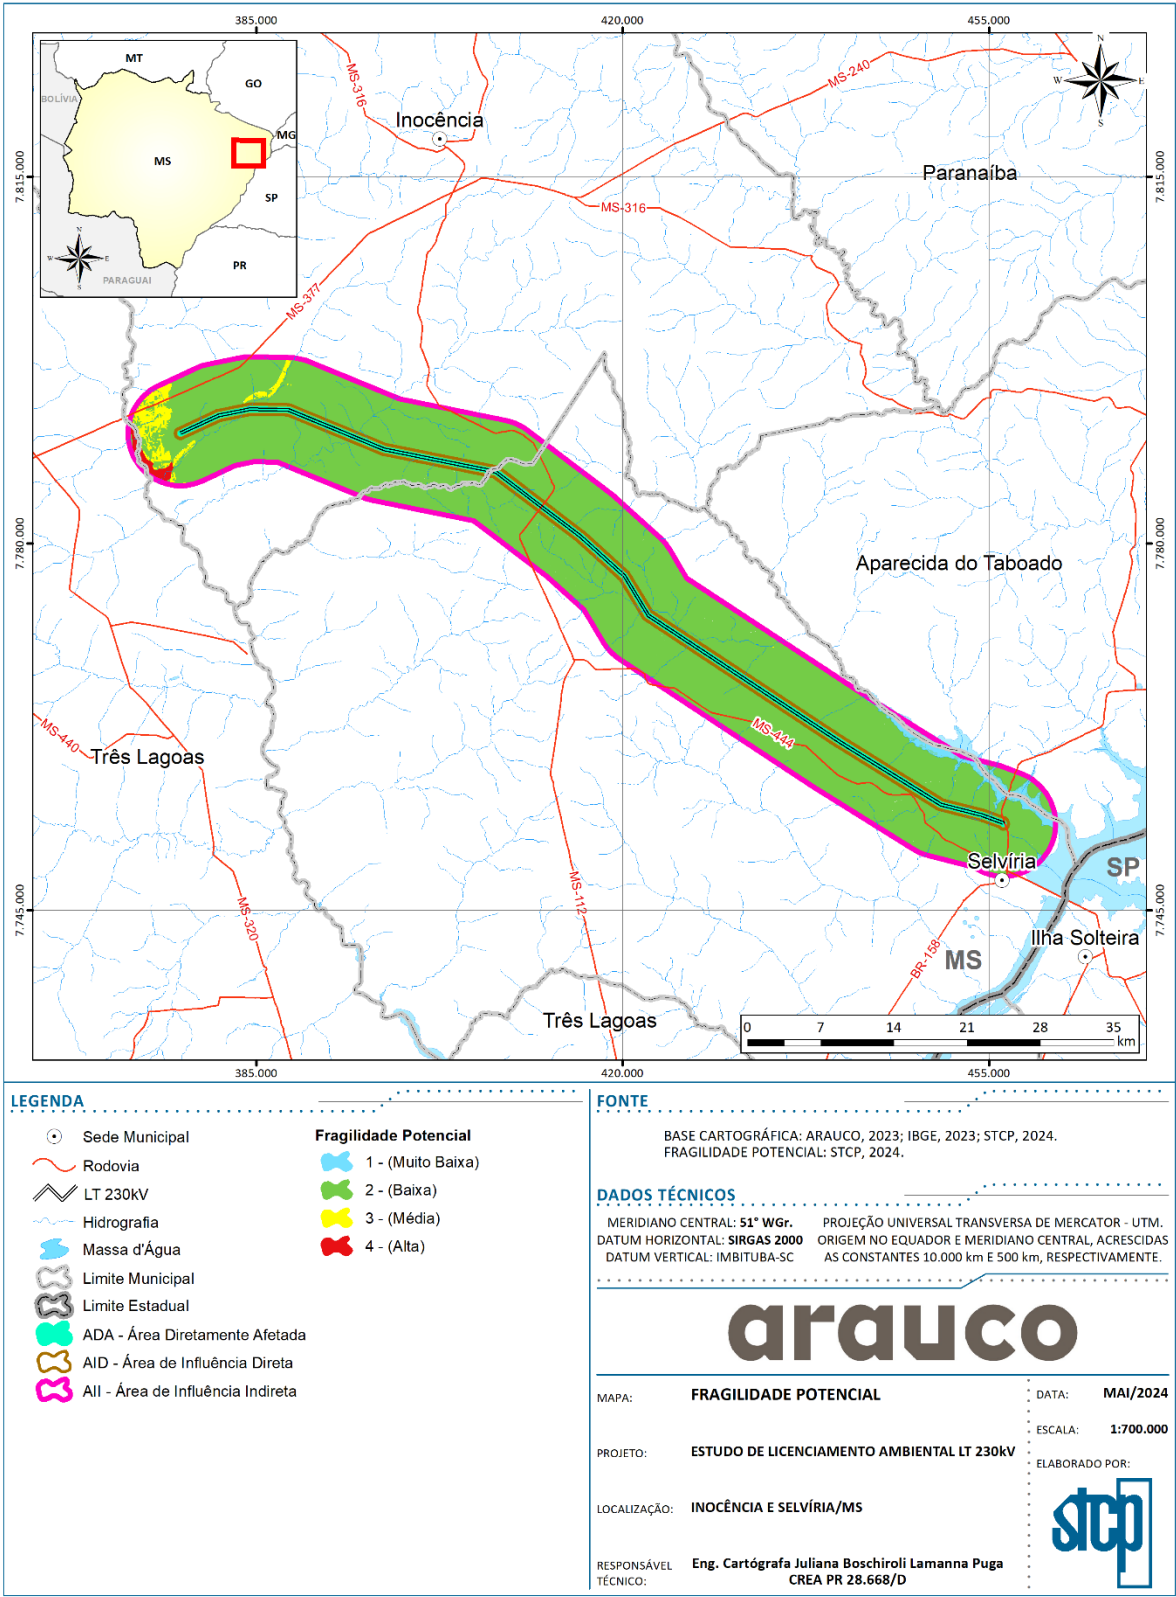 385.000
420.000
455.000
7.815.000
7.780.000
7.745.000
7.815.000
7.780.000
7.745.000
385.000
420.000
455.000
MT
GO
BOLÍVIA
MG
MS
SP
PR
PARAGUAI
N
W
E
S
N
W
E
S
MS-316
Inocência
MS-240
Paranaíba
MS-316
MS-377
Aparecida do Taboado
MS-440
Três Lagoas
MS-444
Selvíria
SP
MS-320
MS-112
BR-158
MS
Ilha Solteira
Três Lagoas
0 7 14 21 28 35
km
LEGENDA
Sede Municipal
Rodovia
LT 230kV
Hidrografia
Massa d'Água
Limite Municipal
Limite Estadual
ADA - Área Diretamente Afetada
AID - Área de Influência Direta
AII - Área de Influência Indireta
Fragilidade Potencial
1 - (Muito Baixa)
2 - (Baixa)
3 - (Média)
4 - (Alta)
FONTE
BASE CARTOGRÁFICA: ARAUCO, 2023; IBGE, 2023; STCP, 2024.
FRAGILIDADE POTENCIAL: STCP, 2024.
DADOS TÉCNICOS
MERIDIANO CENTRAL: 51° WGr.
DATUM HORIZONTAL: SIRGAS 2000
DATUM VERTICAL: IMBITUBA-SC
PROJEÇÃO UNIVERSAL TRANSVERSA DE MERCATOR - UTM.
ORIGEM NO EQUADOR E MERIDIANO CENTRAL, ACRESCIDAS
AS CONSTANTES 10.000 km E 500 km, RESPECTIVAMENTE.
arauco
MAPA: FRAGILIDADE POTENCIAL
PROJETO: ESTUDO DE LICENCIAMENTO AMBIENTAL LT 230kV
LOCALIZAÇÃO: INOCÊNCIA E SELVÍRIA/MS
RESPONSÁVEL
TÉCNICO:
Eng. Cartógrafa Juliana Boschiroli Lamanna Puga
CREA PR 28.668/D
DATA: MAI/2024
ESCALA: 1:700.000
ELABORADO POR:
stcp